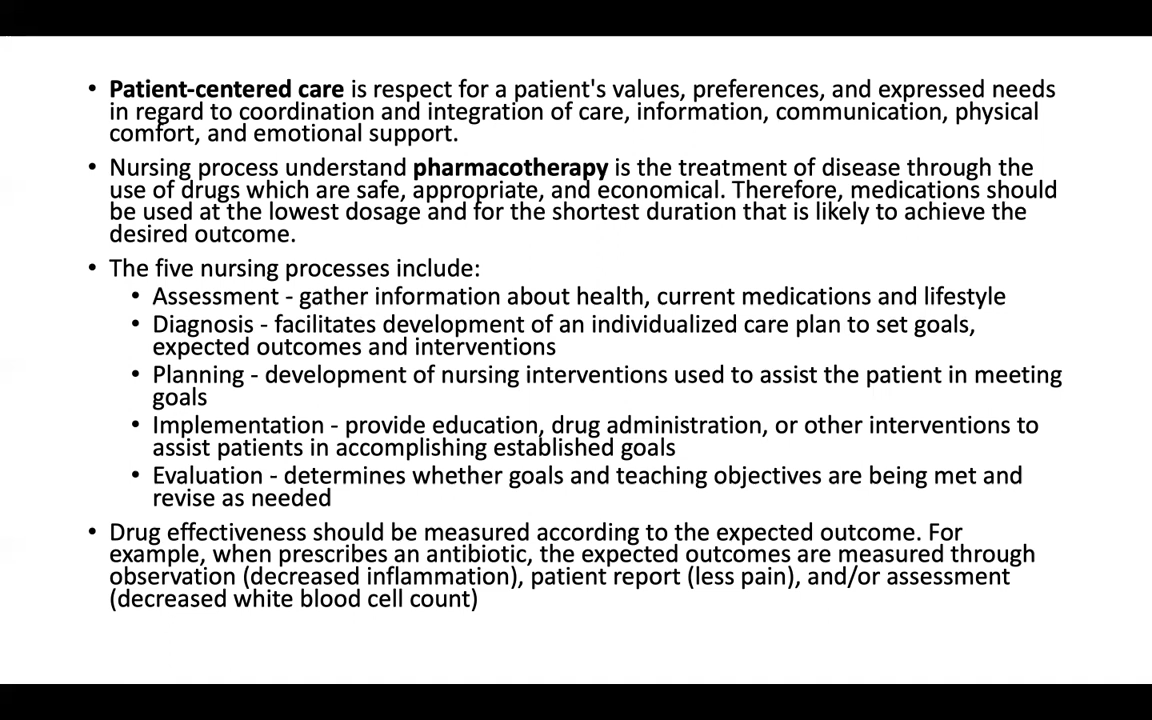 • Patient-centered care is respect for a patient's values, preferences, and expressed needs
in regard to coordination and integration of care, information, communication, physical
comfort, and emotional support.
• Nursing process understand pharmacotherapy is the treatment of disease through the
use of drugs which are safe, appropriate, and economical. Therefore, medications should
be used at the lowest dosage and for the shortest duration that is likely to achieve the
desired outcome.
• The five nursing processes include:
• Assessment - gather information about health, current medications and lifestyle
• Diagnosis - facilitates development of an individualized care plan to set goals,
expected outcomes and interventions
• Planning - development of nursing interventions used to assist the patient in meeting
goals
• Implementation - provide education, drug administration, or other interventions to
assist patients in accomplishing established goals
• Evaluation - determines whether goals and teaching objectives are being met and
revise as needed
• Drug effectiveness should be measured according to the expected outcome. For
example, when prescribes an antibiotic, the expected outcomes are measured through
observation (decreased inflammation), patient report (less pain), and/or assessment
(decreased white blood cell count)